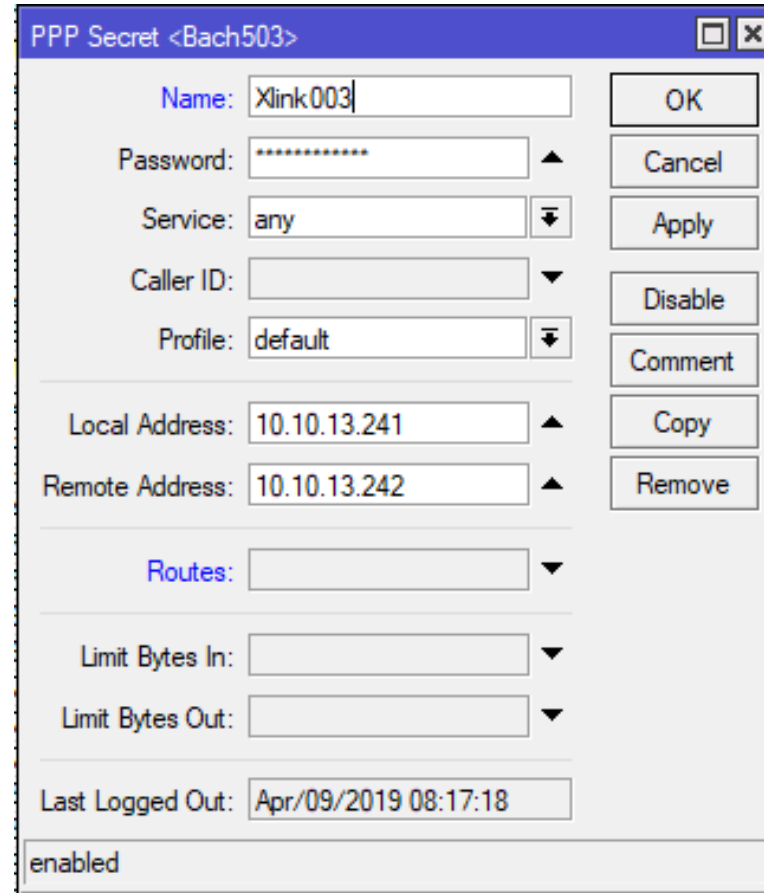 PPP Secret <Bach503>
Name: Xlink003
OK
Password: ************
Cancel
Service: any
Apply
Caller ID:
Disable
Profile: default
Comment
Local Address: 10.10.13.241
Copy
Remote Address: 10.10.13.242
Remove
Routes:
Limit Bytes In:
Limit Bytes Out:
Last Logged Out: Apr/09/2019 08:17:18
enabled